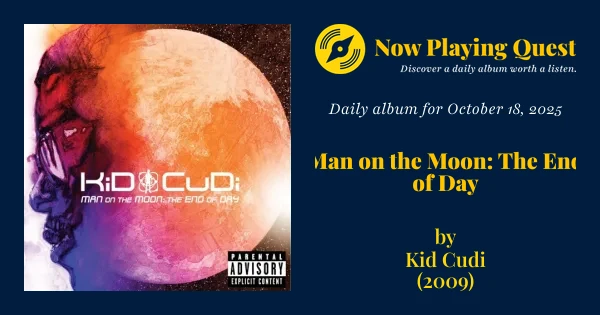 KiD CuDi
MAN ON THE MOON: THE END OF DAY
PARENTAL
ADVISORY
EXPLICIT CONTENT
Now Playing Quest
Discover a daily album worth a listen.
Daily album for October 18, 2025
Man on the Moon: The End
of Day
by
Kid Cudi
(2009)